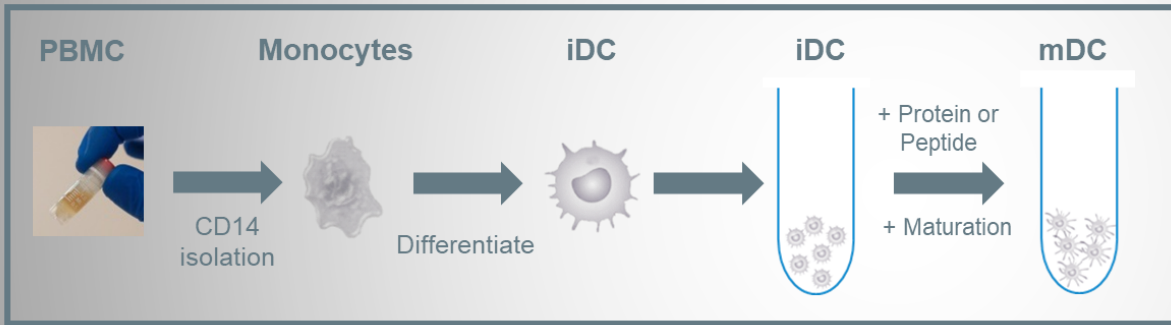 PBMC
Monocytes
iDC
iDC
mDC
CD14
isolation
Differentiate
+ Protein or
Peptide
+ Maturation